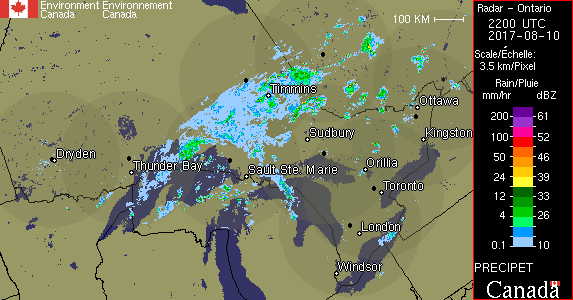 Environment Environnement
Canada Canada
100 KM
Timmins
Ottawa
Sudbury
Kingston
Dryden
Thunder Bay
Sault Ste. Marie
Orillia
Toronto
London
Windsor
Radar - Ontario
2200 UTC
2017-08-10
Scale/Échelle:
3.5 km/Pixel
Rain/Pluie
mm/hr dBZ
200 61
100 52
50 46
24 39
12 33
4 26
0.1 10
PRECIPET
Canada